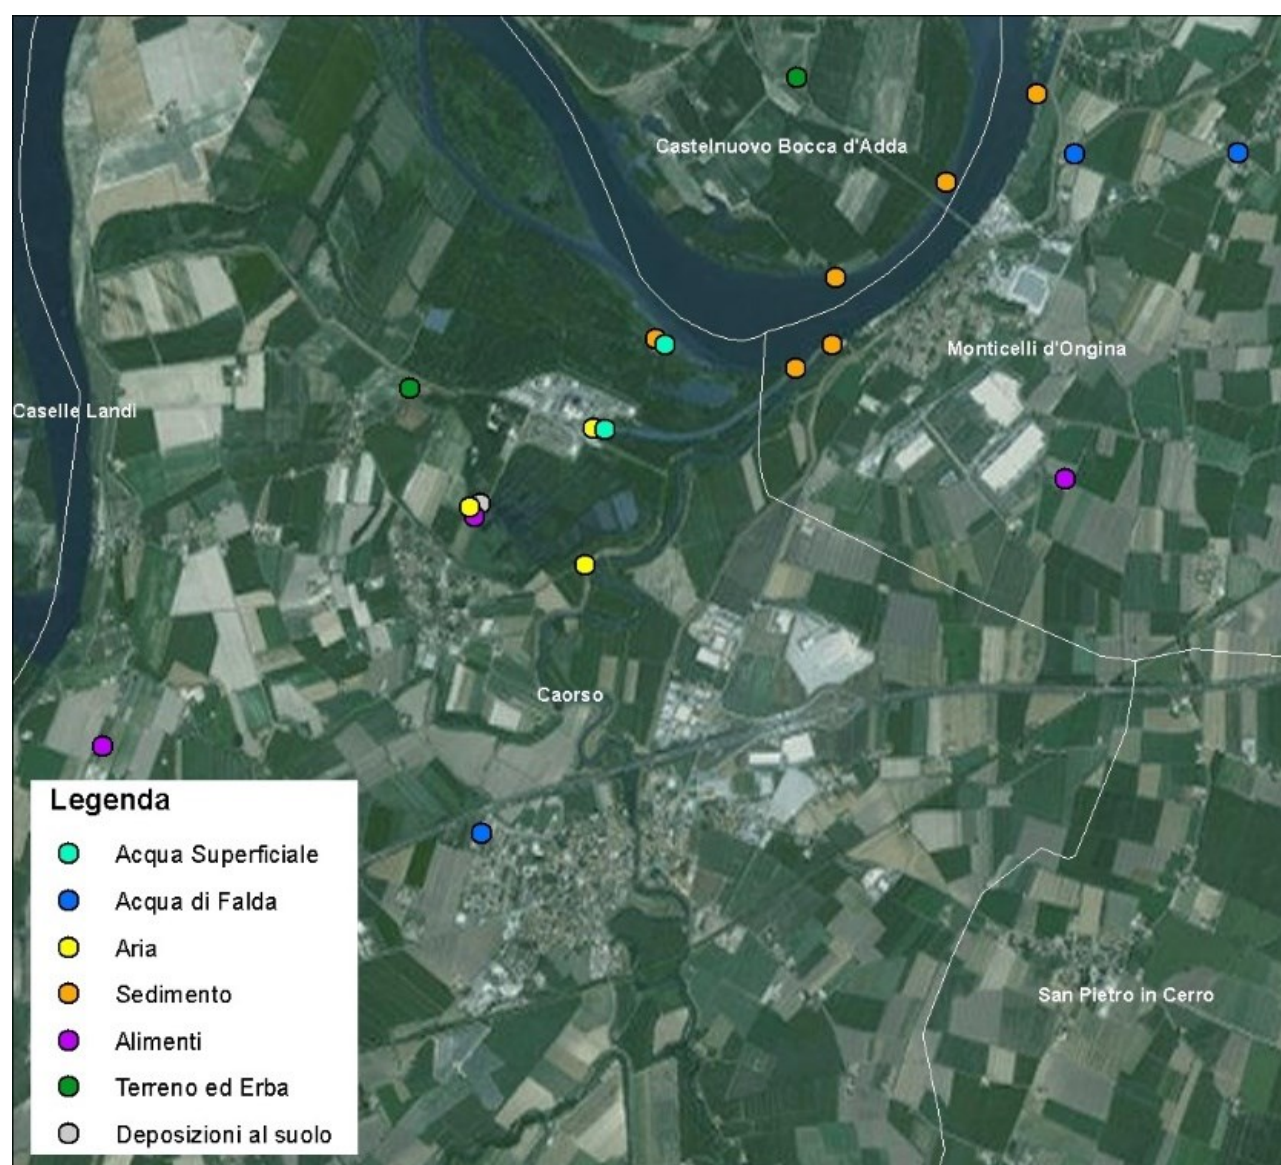 Castelnuovo Bocca d'Adda
Monticelli d'Ongina
Caselle Landi
Caorso
San Pietro in Cerro
Legenda
Acqua Superficiale
Acqua di Falda
Aria
Sedimento
Alimenti
Terreno ed Erba
Deposizioni al suolo